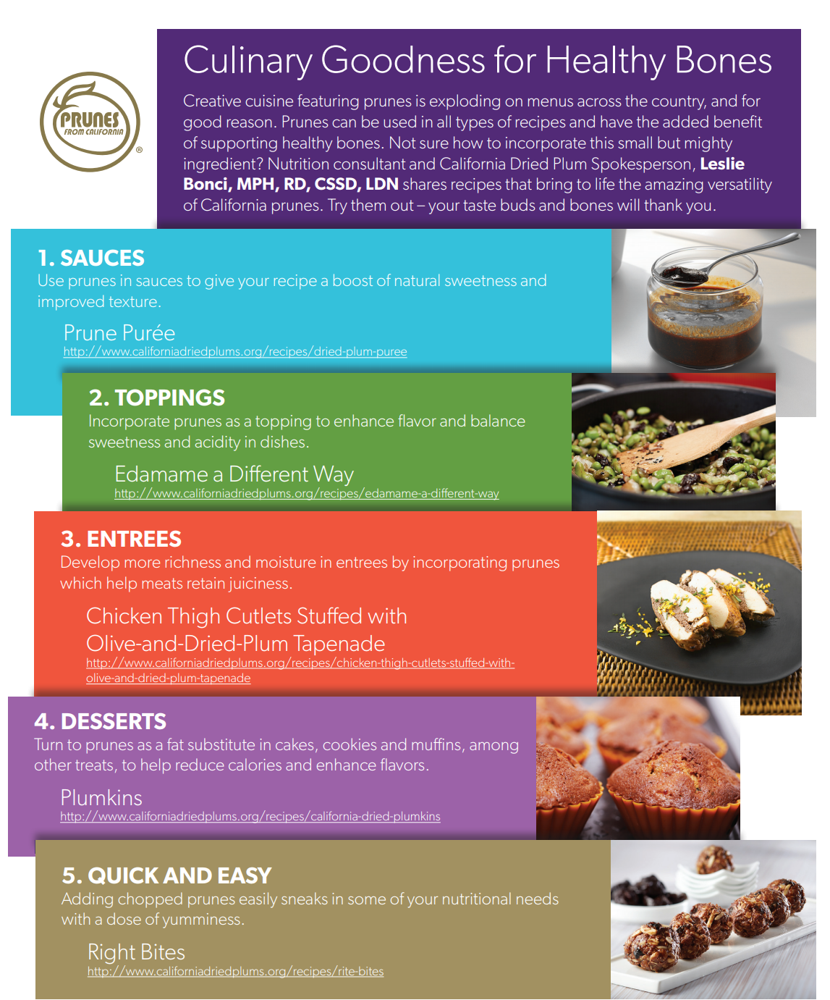 Culinary Goodness for Healthy Bones
Creative cuisine featuring prunes is exploding on menus across the country, and for
good reason. Prunes can be used in all types of recipes and have the added benefit
of supporting healthy bones. Not sure how to incorporate this small but mighty
ingredient? Nutrition consultant and California Dried Plum Spokesperson, Leslie
Bonci, MPH, RD, CSSD, LDN shares recipes that bring to life the amazing versatility
of California prunes. Try them out – your taste buds and bones will thank you.
PRUNES
FROM CALIFORNIA
®
1. SAUCES
Use prunes in sauces to give your recipe a boost of natural sweetness and
improved texture.
Prune Purée
http://www.californiadriedplums.org/recipes/dried-plum-puree
2. TOPPINGS
Incorporate prunes as a topping to enhance flavor and balance
sweetness and acidity in dishes.
Edamame a Different Way
http://www.californiadriedplums.org/recipes/edamame-a-different-way
3. ENTREES
Develop more richness and moisture in entrees by incorporating prunes
which help meats retain juiciness.
Chicken Thigh Cutlets Stuffed with
Olive-and-Dried-Plum Tapenade
http://www.californiadriedplums.org/recipes/chicken-thigh-cutlets-stuffed-with-
olive-and-dried-plum-tapenade
4. DESSERTS
Turn to prunes as a fat substitute in cakes, cookies and muffins, among
other treats, to help reduce calories and enhance flavors.
Plumkins
http://www.californiadriedplums.org/recipes/california-dried-plumkins
5. QUICK AND EASY
Adding chopped prunes easily sneaks in some of your nutritional needs
with a dose of yumminess.
Right Bites
http://www.californiadriedplums.org/recipes/rite-bites